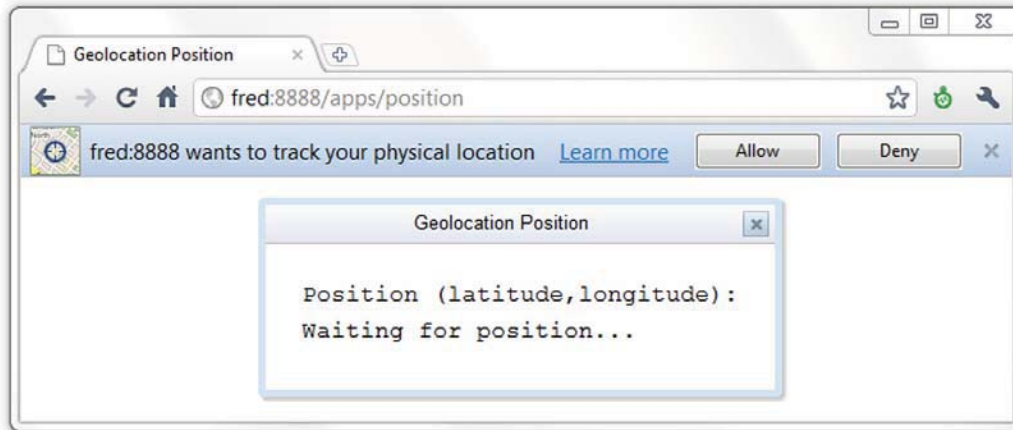 Geolocation Position
fred:8888/apps/position
North
fred:8888 wants to track your physical location Learn more Allow Deny
Geolocation Position
Position (latitude,longitude):
Waiting for position...